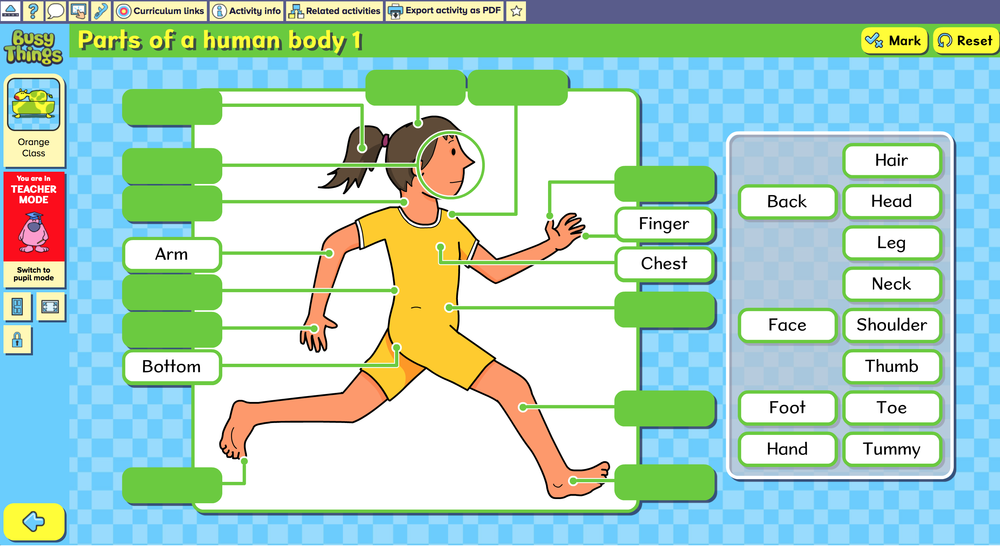 Curriculum links
Activity info
Related activities
Export activity as PDF
Busy
Things
Parts of a human body 1
Mark
Reset
Orange
Class
You are in
TEACHER
MODE
Switch to
pupil mode
Arm
Bottom
Finger
Chest
Hair
Back
Head
Leg
Neck
Face
Shoulder
Thumb
Foot
Toe
Hand
Tummy